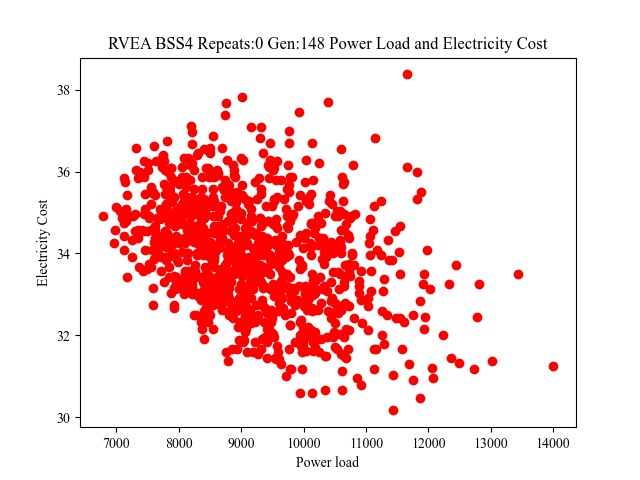 RVEA BSS4 Repeats:0 Gen:148 Power Load and Electricity Cost
38
36
34
32
30
Electricity Cost
7000 8000 9000 10000 11000 12000 13000 14000
Power load